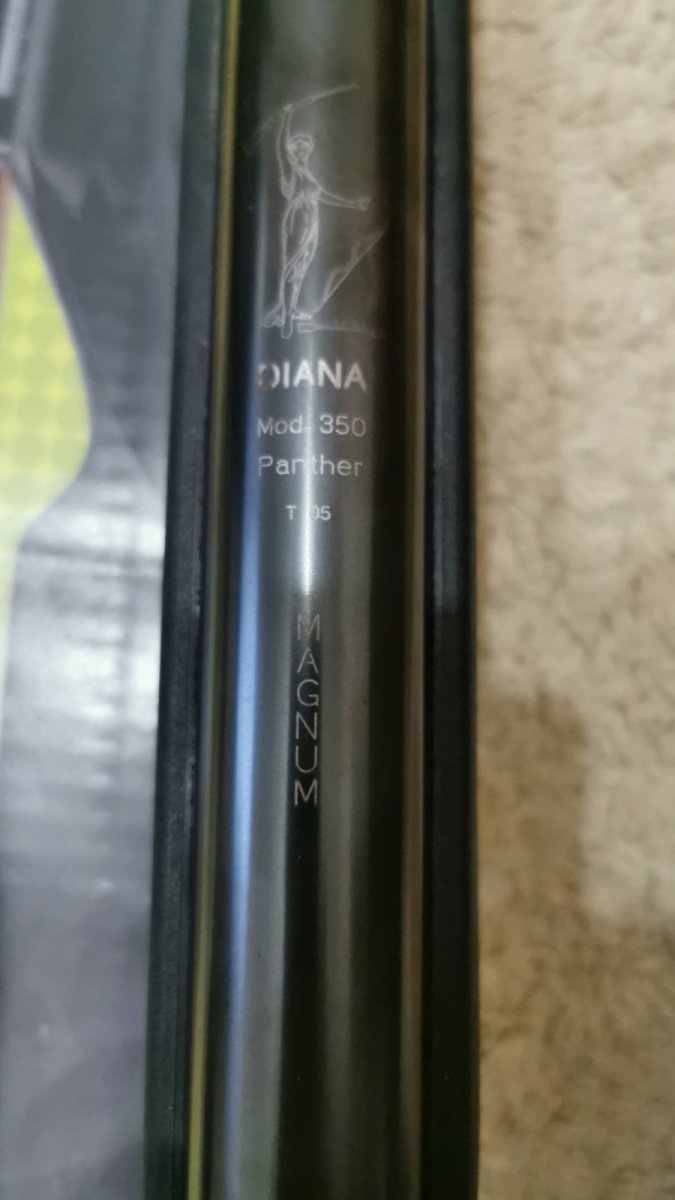 DIANA
Mod. 350
Panther
T 05
MAGNUM